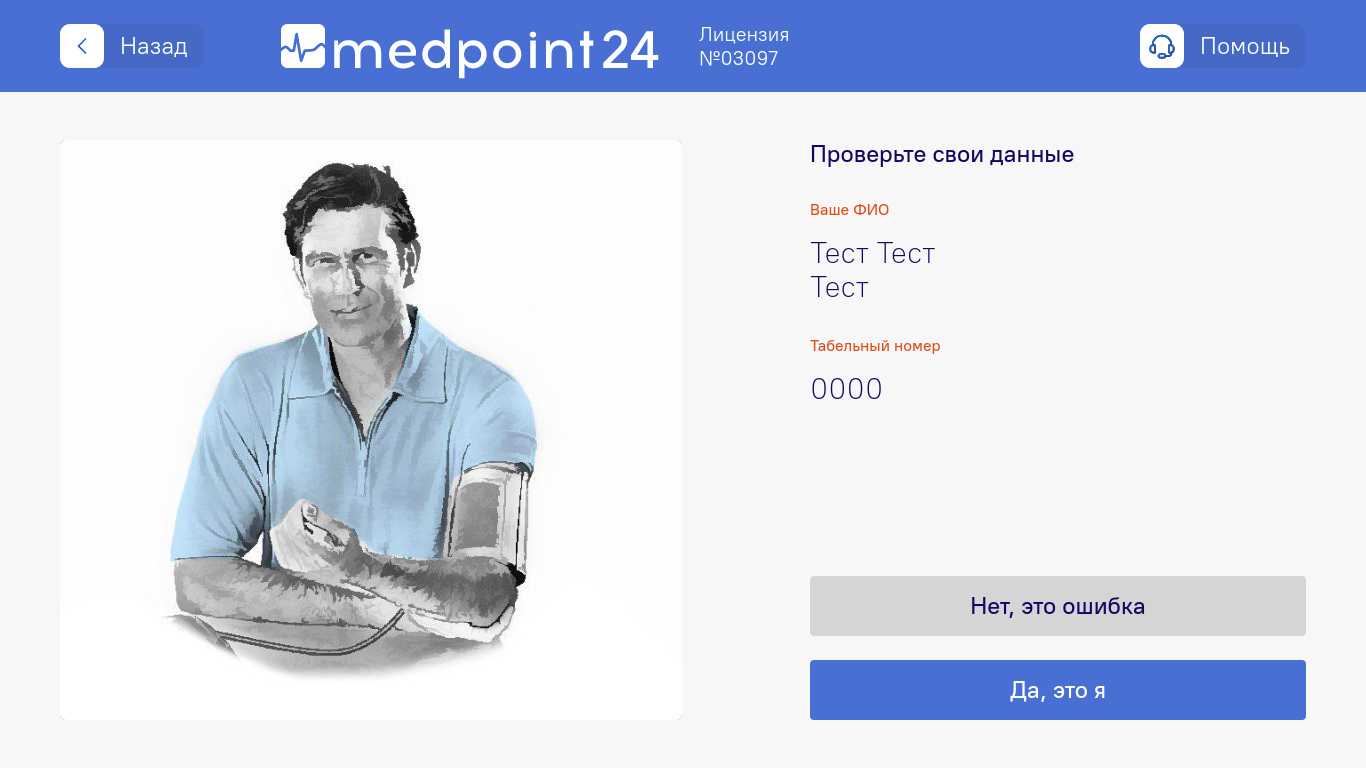 Назад
medpoint24
Лицензия
№03097
Помощь
Проверьте свои данные
Ваше ФИО
Тест Тест
Тест
Табельный номер
0000
Нет, это ошибка
Да, это я